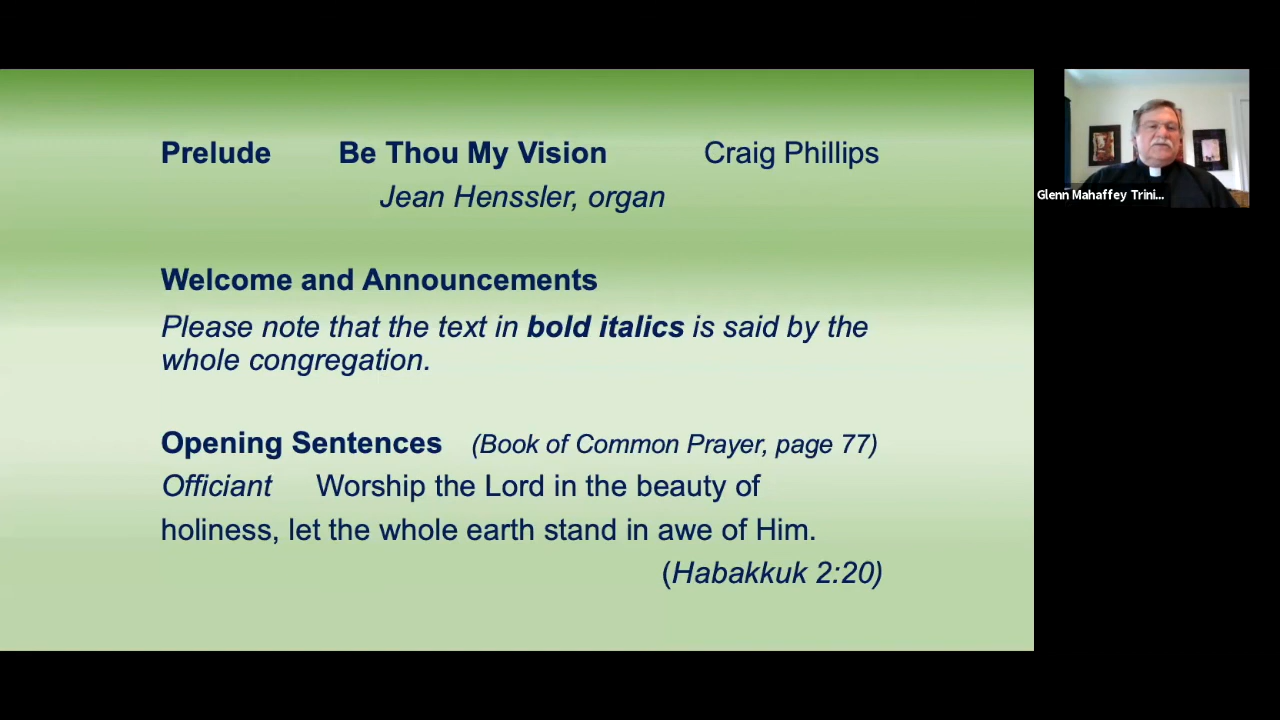 Prelude Be Thou My Vision Craig Phillips
Jean Henssler, organ
Welcome and Announcements
Please note that the text in bold italics is said by the
whole congregation.
Opening Sentences (Book of Common Prayer, page 77)
Officiant Worship the Lord in the beauty of
holiness, let the whole earth stand in awe of Him.
(Habakkuk 2:20)
Glenn Mahaffey Trini...